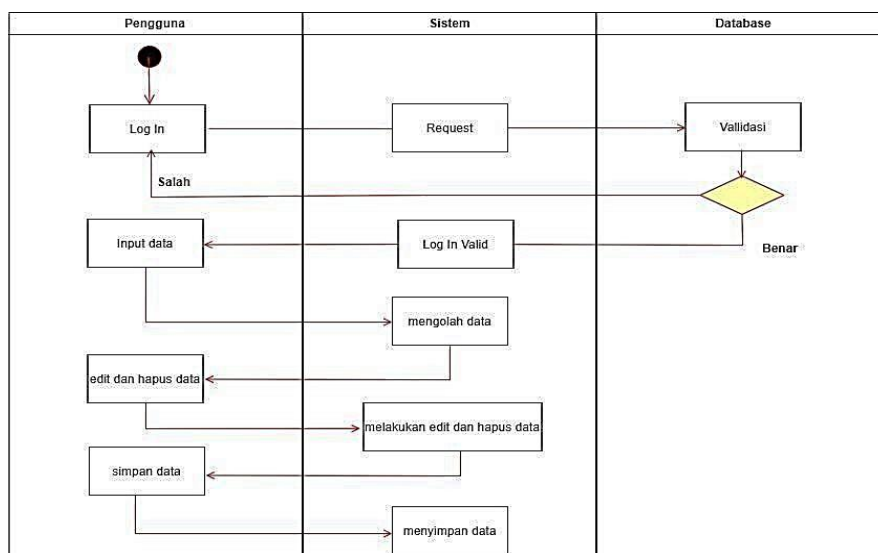 Pengguna
Sistem
Database
Log In
Request
Vallidasi
Salah
Input data
Log In Valid
Benar
mengolah data
edit dan hapus data
melakukan edit dan hapus data
simpan data
menyimpan data